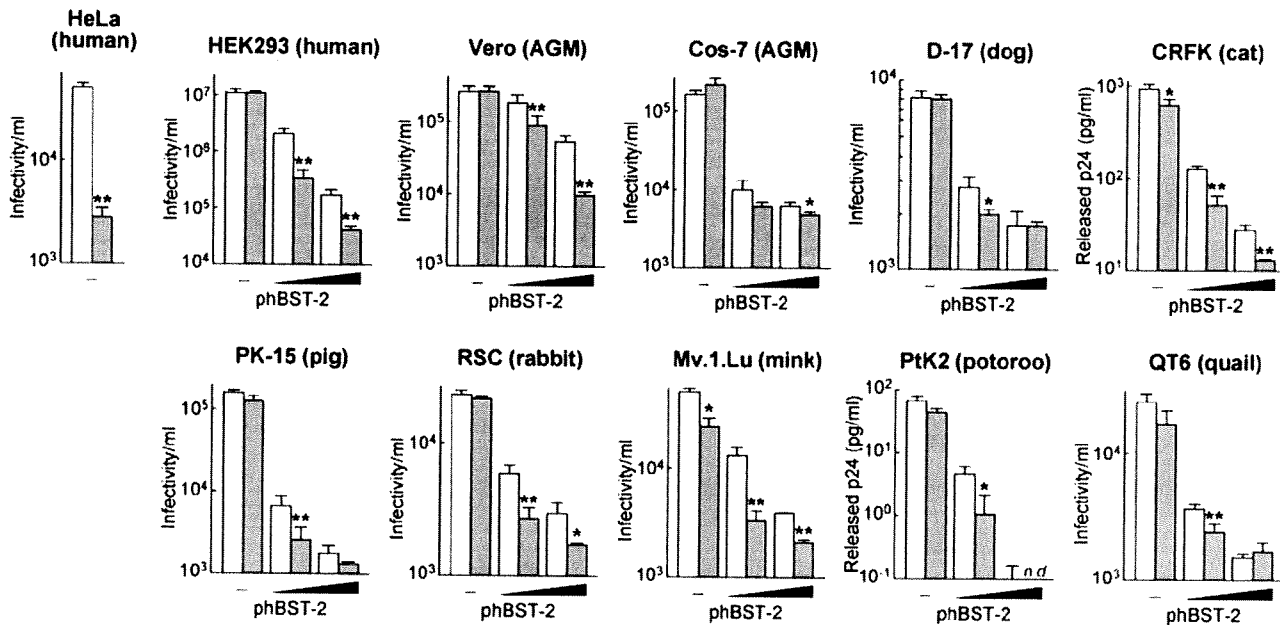 HeLa
(human)
HEK293 (human)
Vero (AGM)
Cos-7 (AGM)
D-17 (dog)
CRFK (cat)
Infectivity/ml
10⁴
10³
**
–
Infectivity/ml
10⁷
10⁶
10⁵
10⁴
**
**
–
phBST-2
Infectivity/ml
10⁵
10⁴
10³
**
**
–
phBST-2
Infectivity/ml
10⁵
10⁴
10³
*
–
phBST-2
Infectivity/ml
10⁴
10³
*
–
phBST-2
Released p24 (pg/ml)
10³
10²
10¹
*
**
**
–
phBST-2
PK-15 (pig)
RSC (rabbit)
Mv.1.Lu (mink)
PtK2 (potoroo)
QT6 (quail)
Infectivity/ml
10⁵
10⁴
10³
**
–
phBST-2
Infectivity/ml
10⁴
10³
**
*
–
phBST-2
Infectivity/ml
10⁴
10³
*
**
**
–
phBST-2
Released p24 (pg/ml)
10²
10¹
10⁰
10⁻¹
*
n d
–
phBST-2
Infectivity/ml
10⁴
10³
**
–
phBST-2